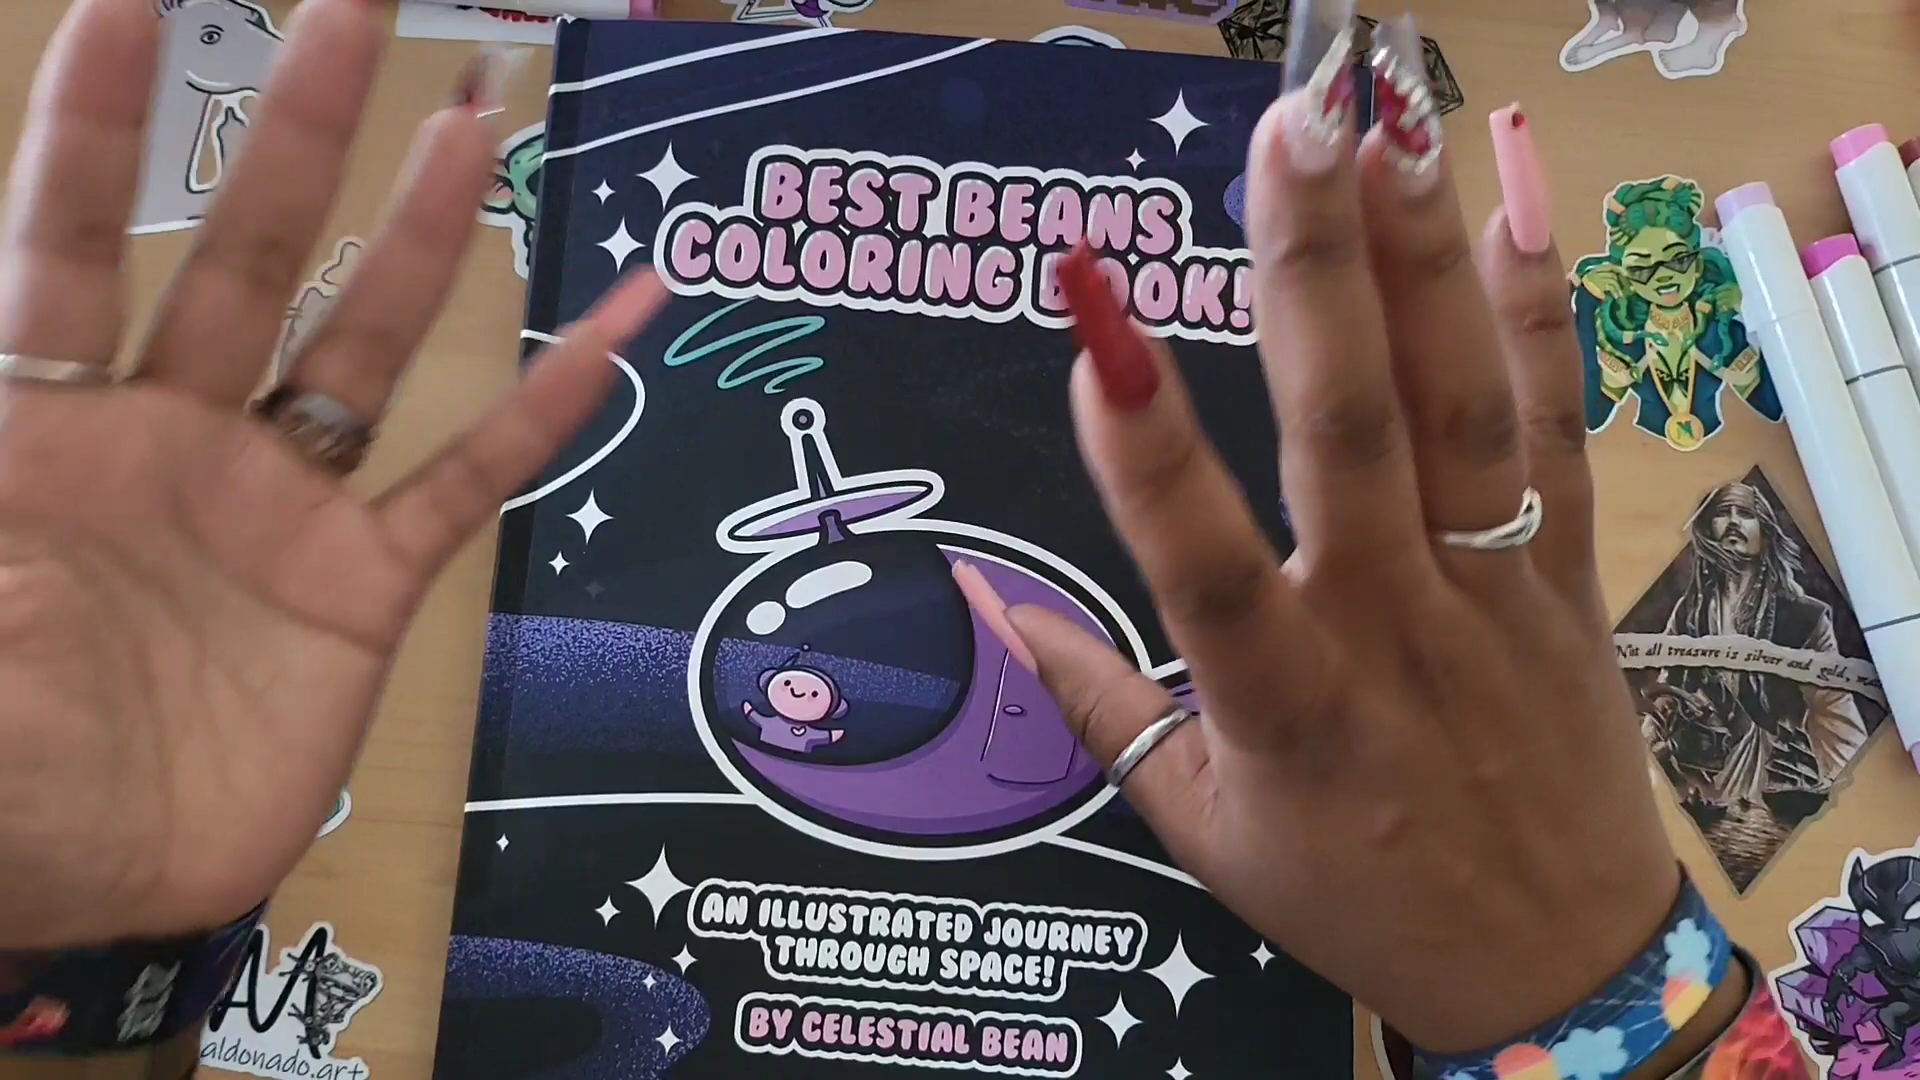 BEST BEANS
COLORING BOOK!
AN ILLUSTRATED JOURNEY
THROUGH SPACE!
BY CELESTIAL BEAN
Not all treasure is silver and gold,
aldonado.art